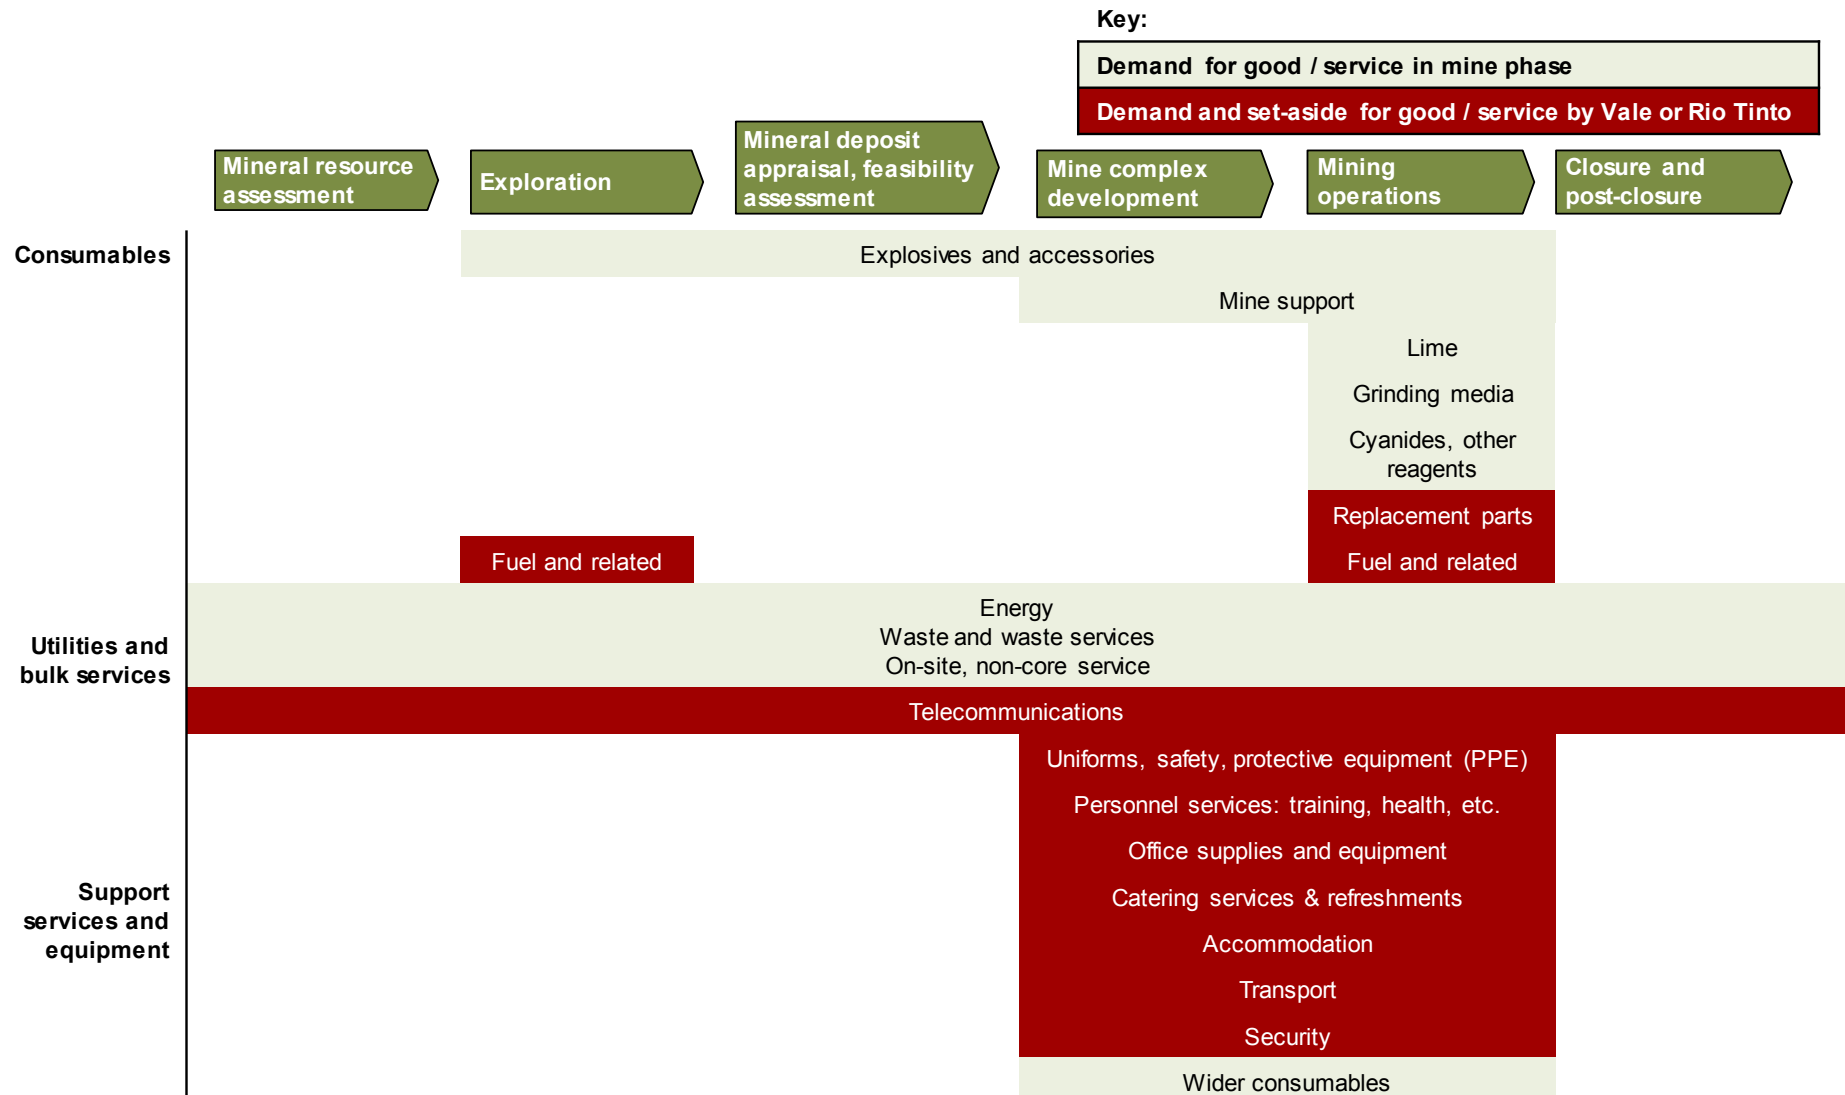 Key:
Demand for good / service in mine phase
Demand and set-aside for good / service by Vale or Rio Tinto
Mineral resource
assessment
Exploration
Mineral deposit
appraisal, feasibility
assessment
Mine complex
development
Mining
operations
Closure and
post-closure
Consumables
Explosives and accessories
Mine support
Lime
Grinding media
Cyanides, other
reagents
Replacement parts
Fuel and related
Fuel and related
Utilities and
bulk services
Energy
Waste and waste services
On-site, non-core service
Telecommunications
Support
services and
equipment
Uniforms, safety, protective equipment (PPE)
Personnel services: training, health, etc.
Office supplies and equipment
Catering services & refreshments
Accommodation
Transport
Security
Wider consumables